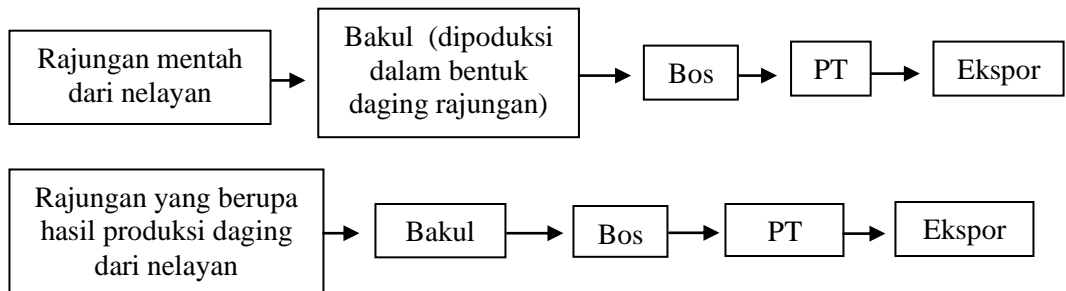 Rajungan mentah
dari nelayan
Bakul (dipoduksi
dalam bentuk
daging rajungan)
Bos
PT
Ekspor
Rajungan yang berupa
hasil produksi daging
dari nelayan
Bakul
Bos
PT
Ekspor